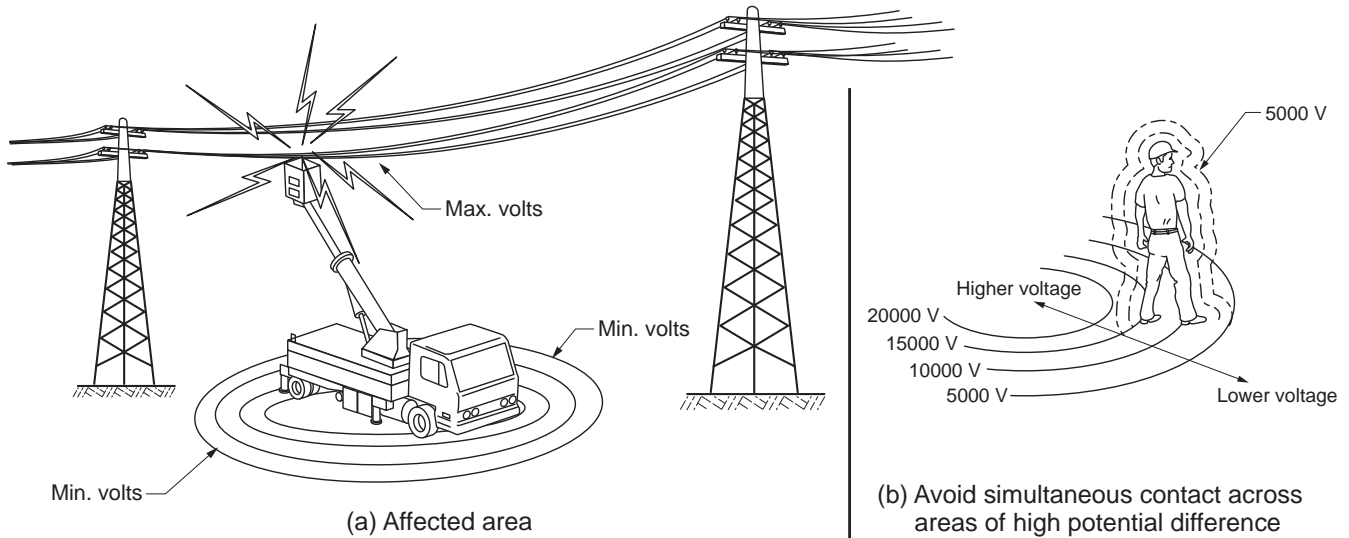 Max. volts
Min. volts
Min. volts
(a) Affected area
5000 V
Higher voltage
20000 V
15000 V
10000 V
5000 V
Lower voltage
(b) Avoid simultaneous contact across
areas of high potential difference